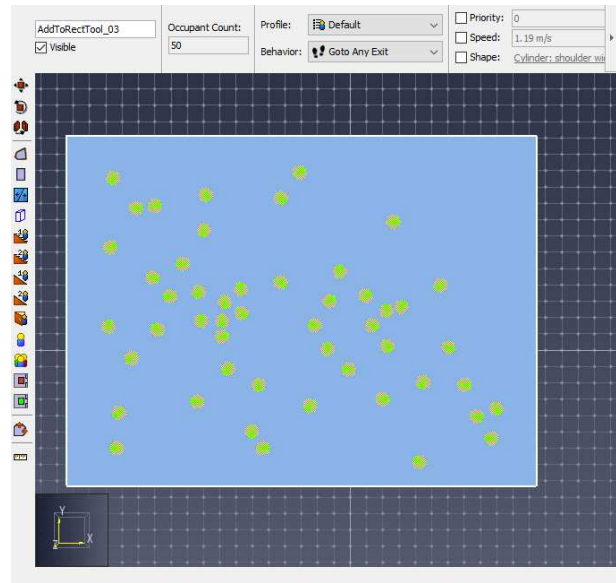 AddToRectTool_03
Visible
Occupant Count:
50
Profile: Default
Behavior: Goto Any Exit
Priority: 0
Speed: 1.19 m/s
Shape: Cylinder: shoulder wi
Y
Z X